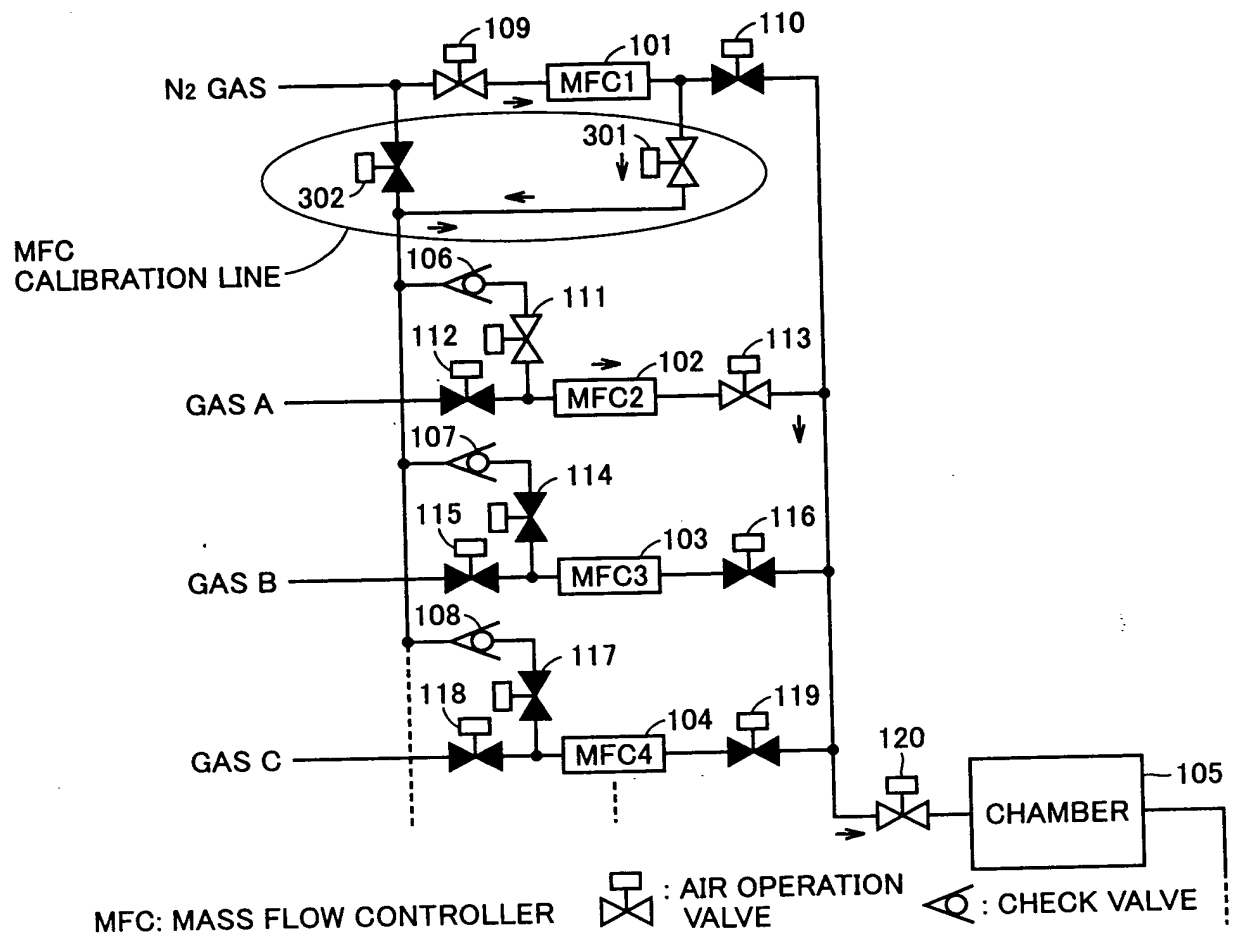 109
101
110
N2 GAS
MFC1
301
302
MFC
CALIBRATION LINE
106
111
112
102
113
GAS A
MFC2
107
114
115
103
116
GAS B
MFC3
108
117
118
104
119
GAS C
MFC4
120
105
CHAMBER
MFC: MASS FLOW CONTROLLER
: AIR OPERATION
VALVE
: CHECK VALVE